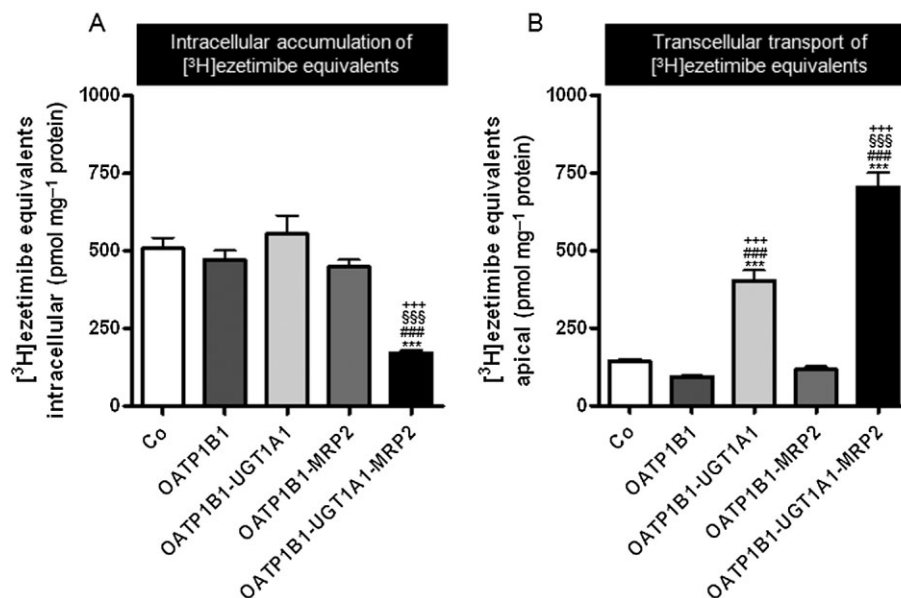 A
Intracellular accumulation of
[³H]ezetimibe equivalents
[³H]ezetimibe equivalents
intracellular (pmol mg⁻¹ protein)
1000
750
500
250
0
+++
§§§
###
***
Co
OATP1B1
OATP1B1-UGT1A1
OATP1B1-MRP2
OATP1B1-UGT1A1-MRP2
B
Transcellular transport of
[³H]ezetimibe equivalents
[³H]ezetimibe equivalents
apical (pmol mg⁻¹ protein)
1000
750
500
250
0
+++
###
***
+++
§§§
###
***
Co
OATP1B1
OATP1B1-UGT1A1
OATP1B1-MRP2
OATP1B1-UGT1A1-MRP2